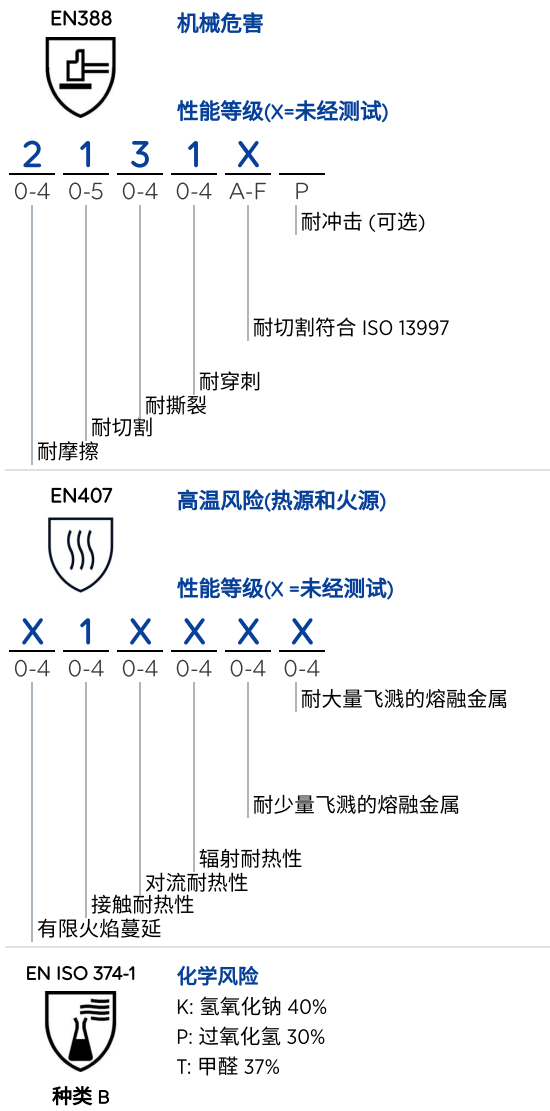 EN388
机械危害
性能等级(X=未经测试)
2 1 3 1 X
0-4 0-5 0-4 0-4 A-F P
耐冲击 (可选)
耐切割符合 ISO 13997
耐穿刺
耐撕裂
耐切割
耐摩擦
EN407
高温风险(热源和火源)
性能等级(X =未经测试)
X 1 X X X X
0-4 0-4 0-4 0-4 0-4 0-4
耐大量飞溅的熔融金属
耐少量飞溅的熔融金属
辐射耐热性
对流耐热性
接触耐热性
有限火焰蔓延
EN ISO 374-1
化学风险
K: 氢氧化钠 40%
P: 过氧化氢 30%
T: 甲醛 37%
种类 B